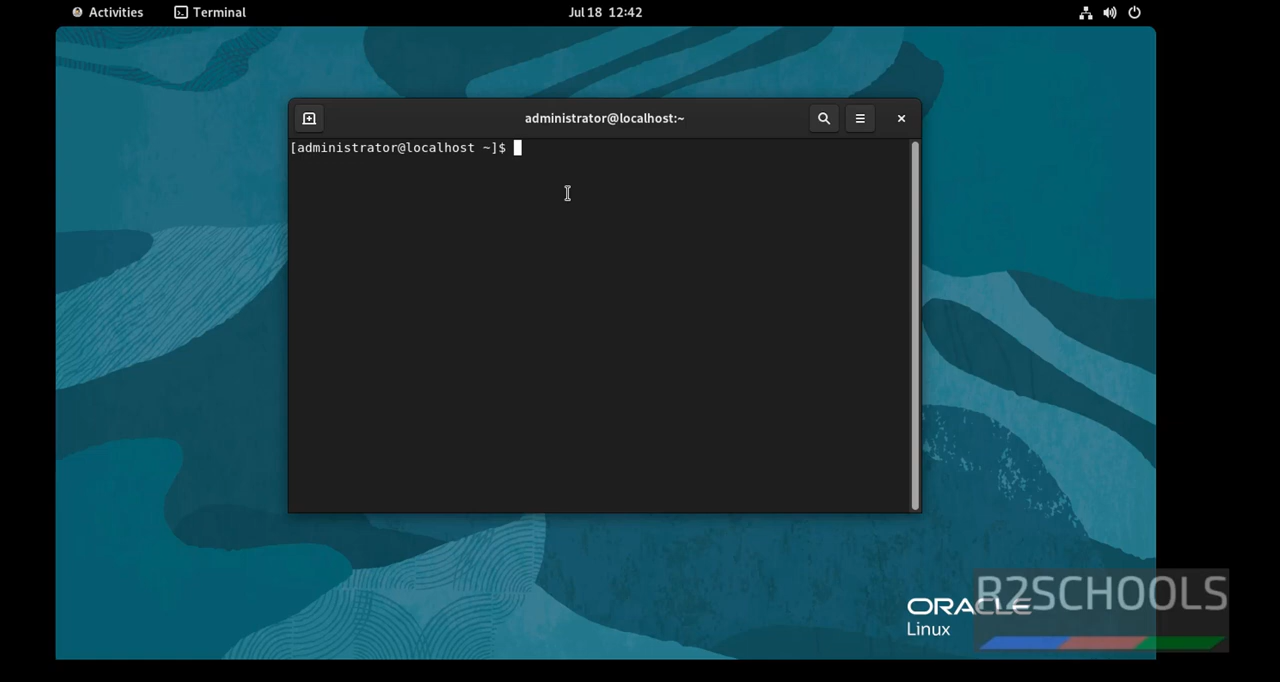 Activities Terminal Jul 18 12:42
administrator@localhost:~
[administrator@localhost ~]$
ORACLE
Linux
R2SCHOOLS